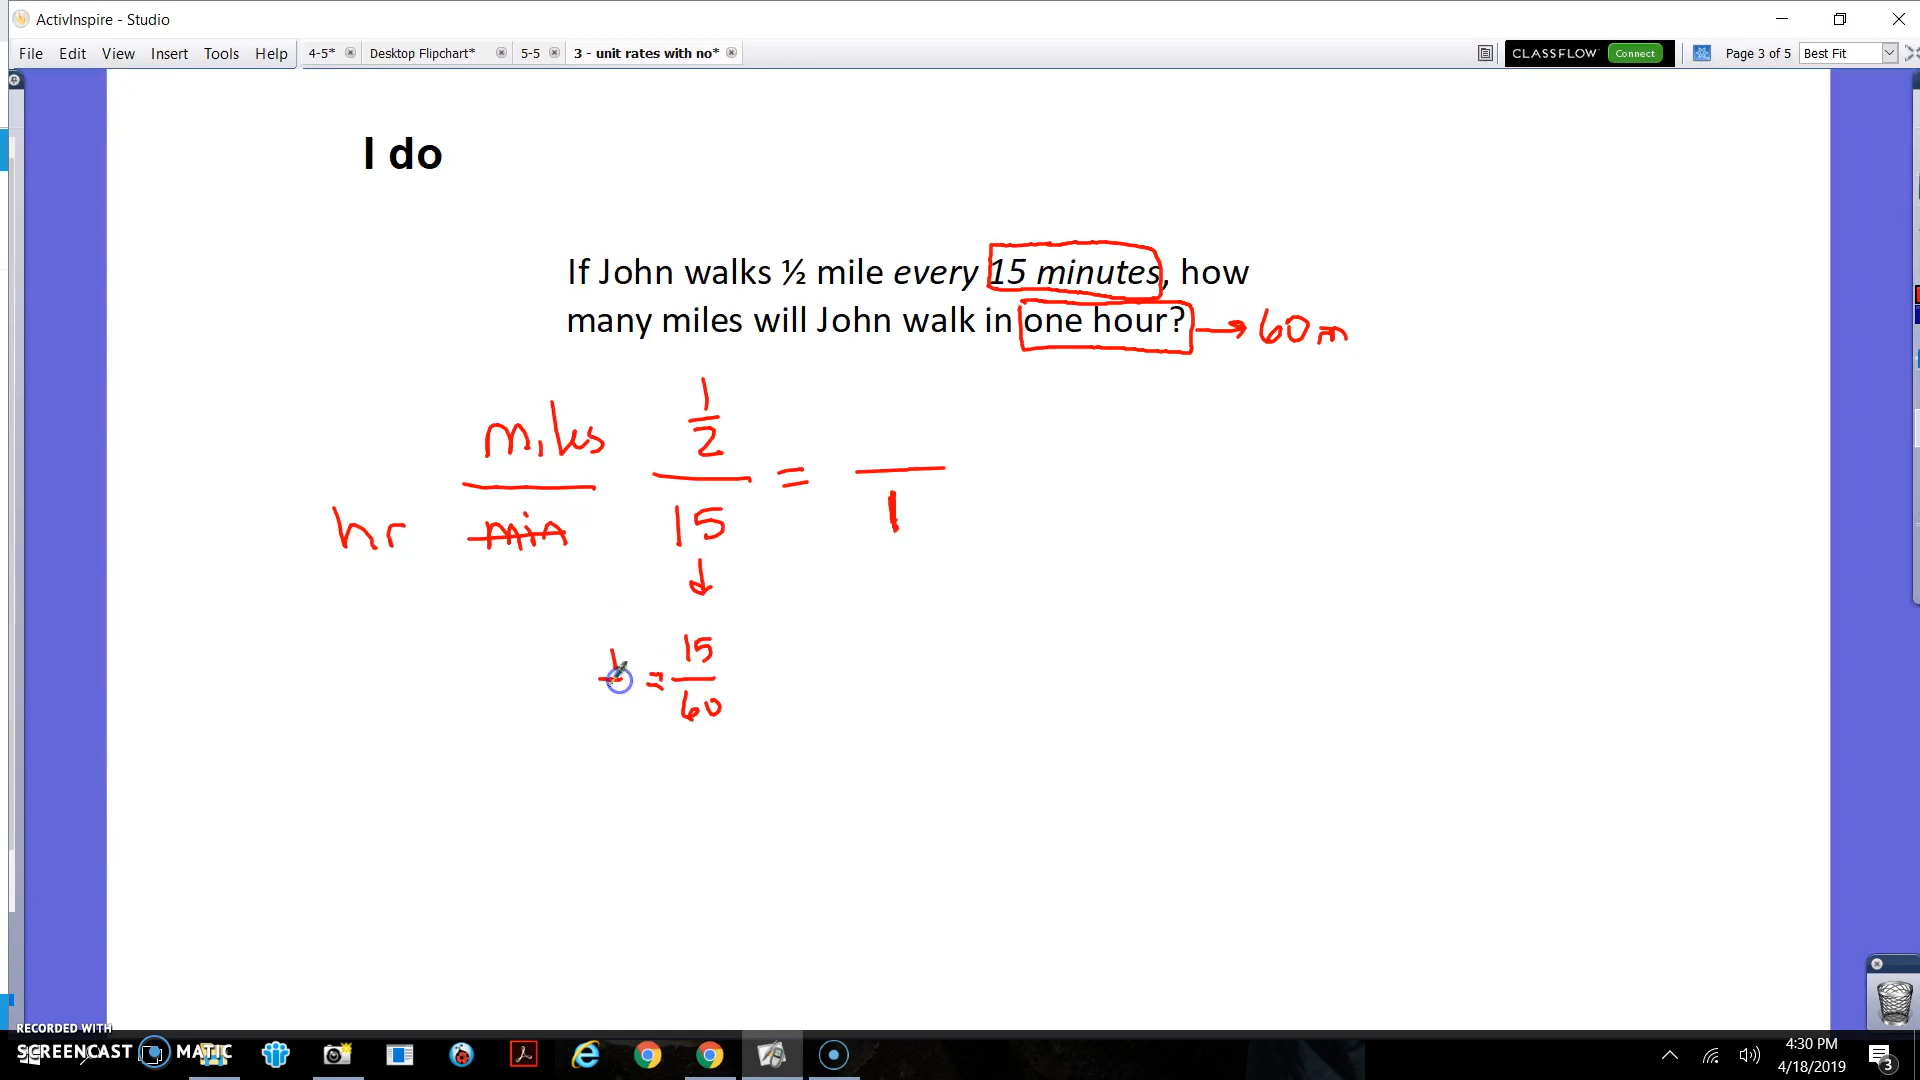 ActivInspire - Studio
File Edit View Insert Tools Help 4-5* Desktop Flipchart* 5-5 3 - unit rates with no* CLASSFLOW Connect Page 3 of 5 Best Fit
I do
If John walks ½ mile every 15 minutes, how
many miles will John walk in one hour? → 60 m
miles 1/2
= 
hr min 15 1
↓
1 = 15/60
RECORDED WITH
SCREENCAST MATIC
4:30 PM
4/18/2019
3